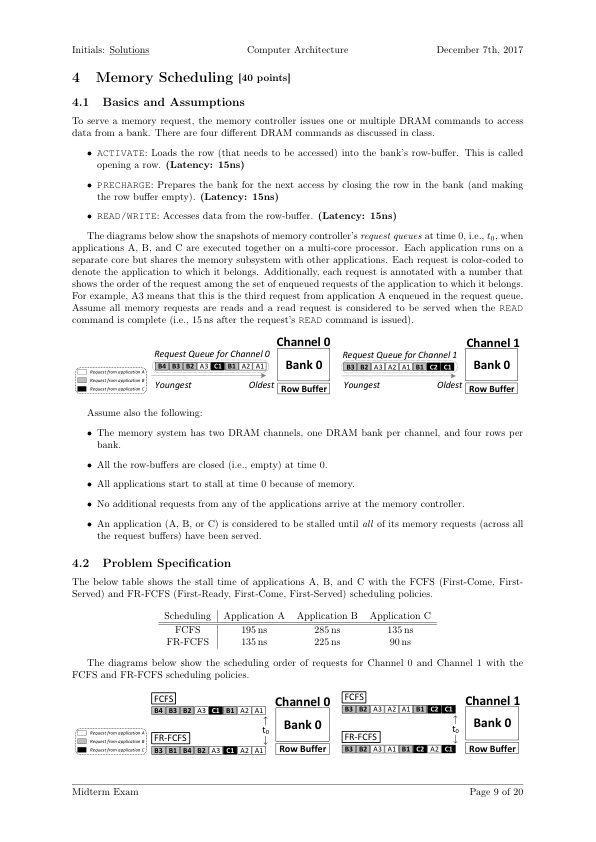 Initials: Solutions
Computer Architecture
December 7th, 2017
4 Memory Scheduling [40 points]
4.1 Basics and Assumptions
To serve a memory request, the memory controller issues one or multiple DRAM commands to access
data from a bank. There are four different DRAM commands as discussed in class.
• ACTIVATE: Loads the row (that needs to be accessed) into the bank's row-buffer. This is called
opening a row. (Latency: 15ns)
• PRECHARGE: Prepares the bank for the next access by closing the row in the bank (and making
the row buffer empty). (Latency: 15ns)
• READ/WRITE: Accesses data from the row-buffer. (Latency: 15ns)
The diagrams below show the snapshots of memory controller's request queues at time 0, i.e., t0, when
applications A, B, and C are executed together on a multi-core processor. Each application runs on a
separate core but shares the memory subsystem with other applications. Each request is color-coded to
denote the application to which it belongs. Additionally, each request is annotated with a number that
shows the order of the request among the set of enqueued requests of the application to which it belongs.
For example, A3 means that this is the third request from application A enqueued in the request queue.
Assume all memory requests are reads and a read request is considered to be served when the READ
command is complete (i.e., 15 ns after the request's READ command is issued).
Request from application A
Request from application B
Request from application C
Request Queue for Channel 0
B4 B3 B2 A3 C1 B1 A2 A1
Youngest Oldest
Channel 0
Bank 0
Row Buffer
Request Queue for Channel 1
B3 B2 A3 A2 A1 B1 C2 C1
Youngest Oldest
Channel 1
Bank 0
Row Buffer
Assume also the following:
• The memory system has two DRAM channels, one DRAM bank per channel, and four rows per
bank.
• All the row-buffers are closed (i.e., empty) at time 0.
• All applications start to stall at time 0 because of memory.
• No additional requests from any of the applications arrive at the memory controller.
• An application (A, B, or C) is considered to be stalled until all of its memory requests (across all
the request buffers) have been served.
4.2 Problem Specification
The below table shows the stall time of applications A, B, and C with the FCFS (First-Come, First-
Served) and FR-FCFS (First-Ready, First-Come, First-Served) scheduling policies.
Scheduling Application A Application B Application C
FCFS 195 ns 285 ns 135 ns
FR-FCFS 135 ns 225 ns 90 ns
The diagrams below show the scheduling order of requests for Channel 0 and Channel 1 with the
FCFS and FR-FCFS scheduling policies.
Request from application A
Request from application B
Request from application C
FCFS
B4 B3 B2 A3 C1 B1 A2 A1
t0
FR-FCFS
B3 B1 B4 B2 A3 C1 A2 A1
Channel 0
Bank 0
Row Buffer
FCFS
B3 B2 A3 A2 A1 B1 C2 C1
t0
FR-FCFS
B3 B2 A3 A1 B1 C2 A2 C1
Channel 1
Bank 0
Row Buffer
Midterm Exam
Page 9 of 20